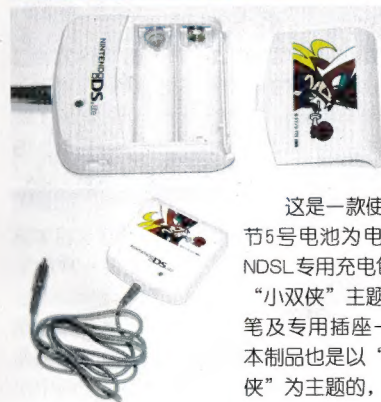 NINTENDO DS Lite
这是一款使
节5号电池为电
NDSL专用充电
“小双侠”主题
笔及专用插座一
本制品也是以“
侠”为主题的，